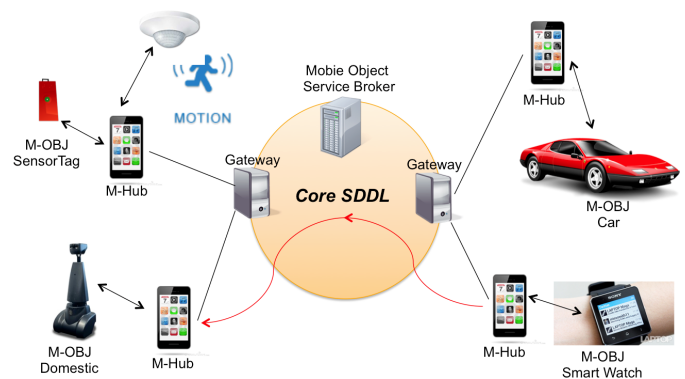 Mobie Object
Service Broker
M-Hub
MOTION
M-OBJ
SensorTag
M-Hub
Gateway
Gateway
Core SDDL
M-OBJ
Car
M-OBJ
Domestic
M-Hub
M-Hub
SONY
M-OBJ
Smart Watch